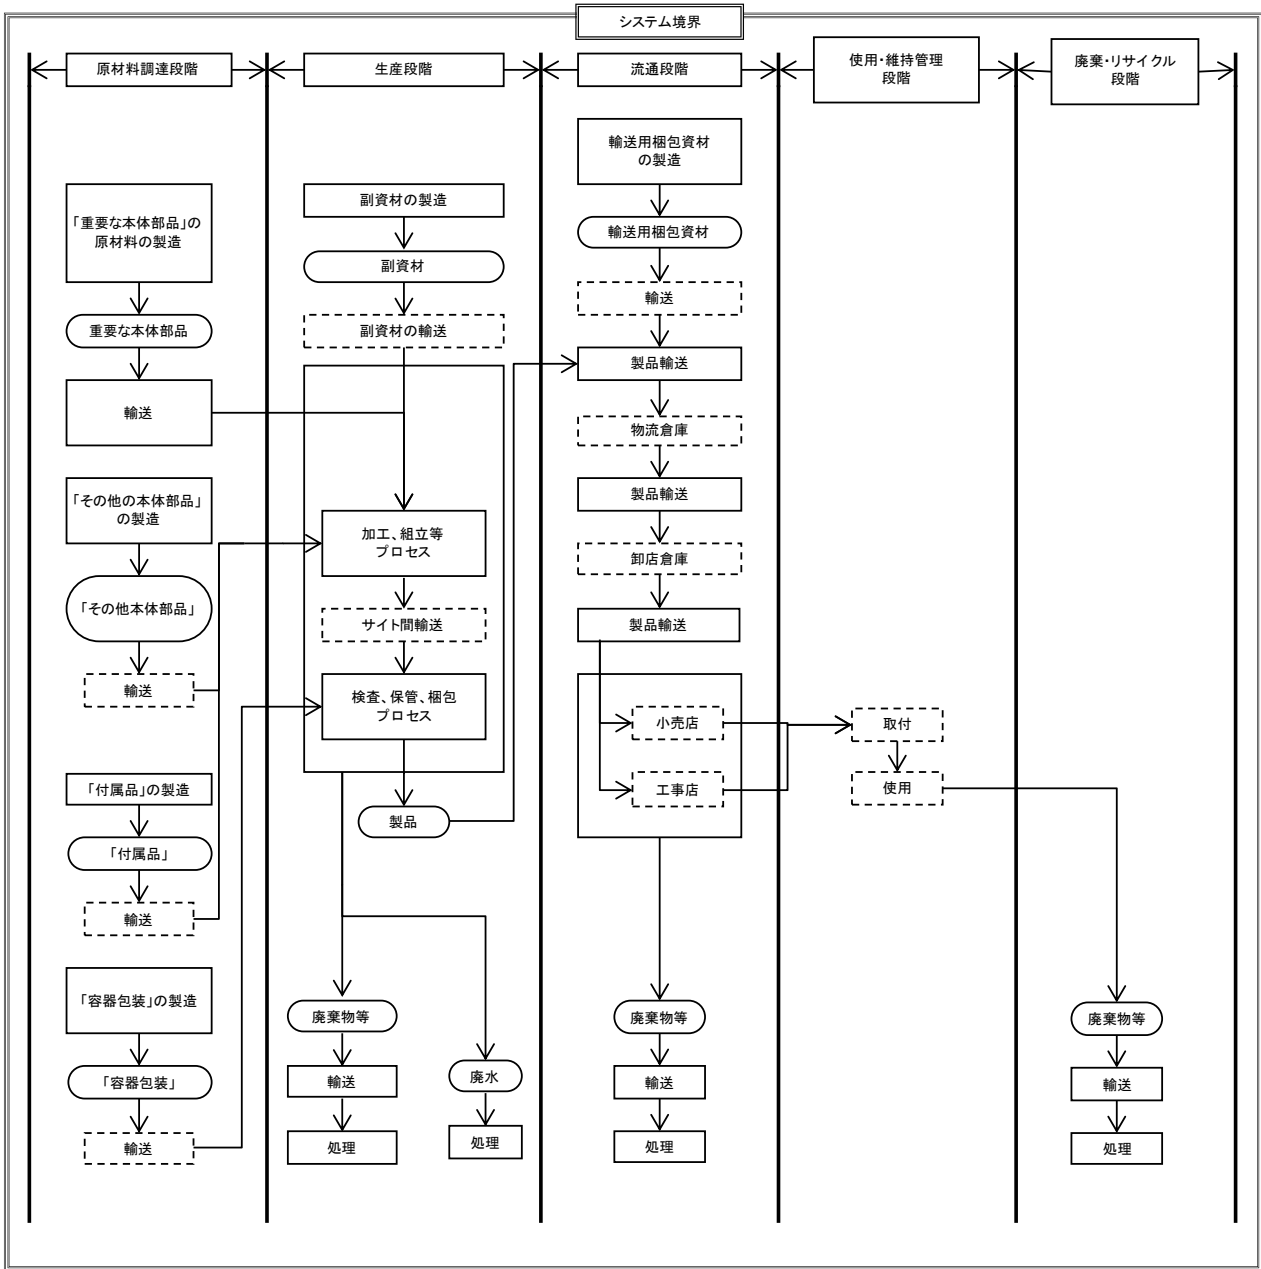 システム境界
原材料調達段階
生産段階
流通段階
使用・維持管理
段階
廃棄・リサイクル
段階
「重要な本体部品」の
原材料の製造
重要な本体部品
輸送
「その他の本体部品」
の製造
「その他本体部品」
輸送
「付属品」の製造
「付属品」
輸送
「容器包装」の製造
「容器包装」
輸送
副資材の製造
副資材
副資材の輸送
加工、組立等
プロセス
サイト間輸送
検査、保管、梱包
プロセス
製品
廃棄物等
輸送
処理
廃水
処理
輸送用梱包資材
の製造
輸送用梱包資材
輸送
製品輸送
物流倉庫
製品輸送
卸店倉庫
製品輸送
小売店
工事店
廃棄物等
輸送
処理
取付
使用
廃棄物等
輸送
処理